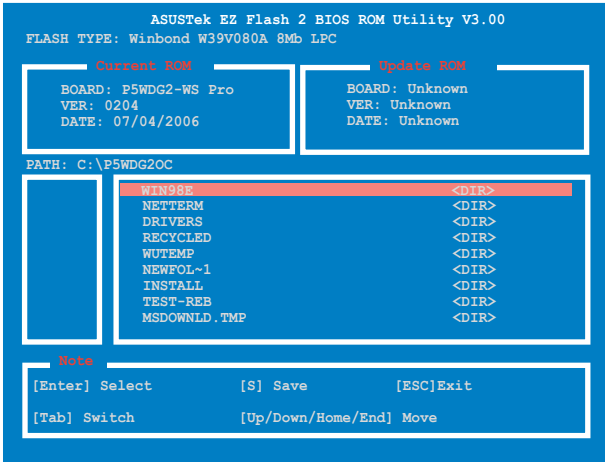 ASUSTek EZ Flash 2 BIOS ROM Utility V3.00
FLASH TYPE: Winbond W39V080A 8Mb LPC
Current ROM
BOARD: P5WDG2-WS Pro
VER: 0204
DATE: 07/04/2006
Update ROM
BOARD: Unknown
VER: Unknown
DATE: Unknown
PATH: C:\P5WDG2OC
WIN98E <DIR>
NETTERM <DIR>
DRIVERS <DIR>
RECYCLED <DIR>
WUTEMP <DIR>
NEWFOL~1 <DIR>
INSTALL <DIR>
TEST-REB <DIR>
MSDOWNLD.TMP <DIR>
Note
[Enter] Select [S] Save [ESC]Exit
[Tab] Switch [Up/Down/Home/End] Move